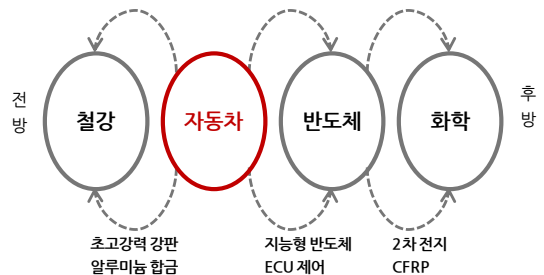 전
방
철강
자동차
반도체
화학
후
방
초고강력 강판
알루미늄 합금
지능형 반도체
ECU 제어
2차 전지
CFRP